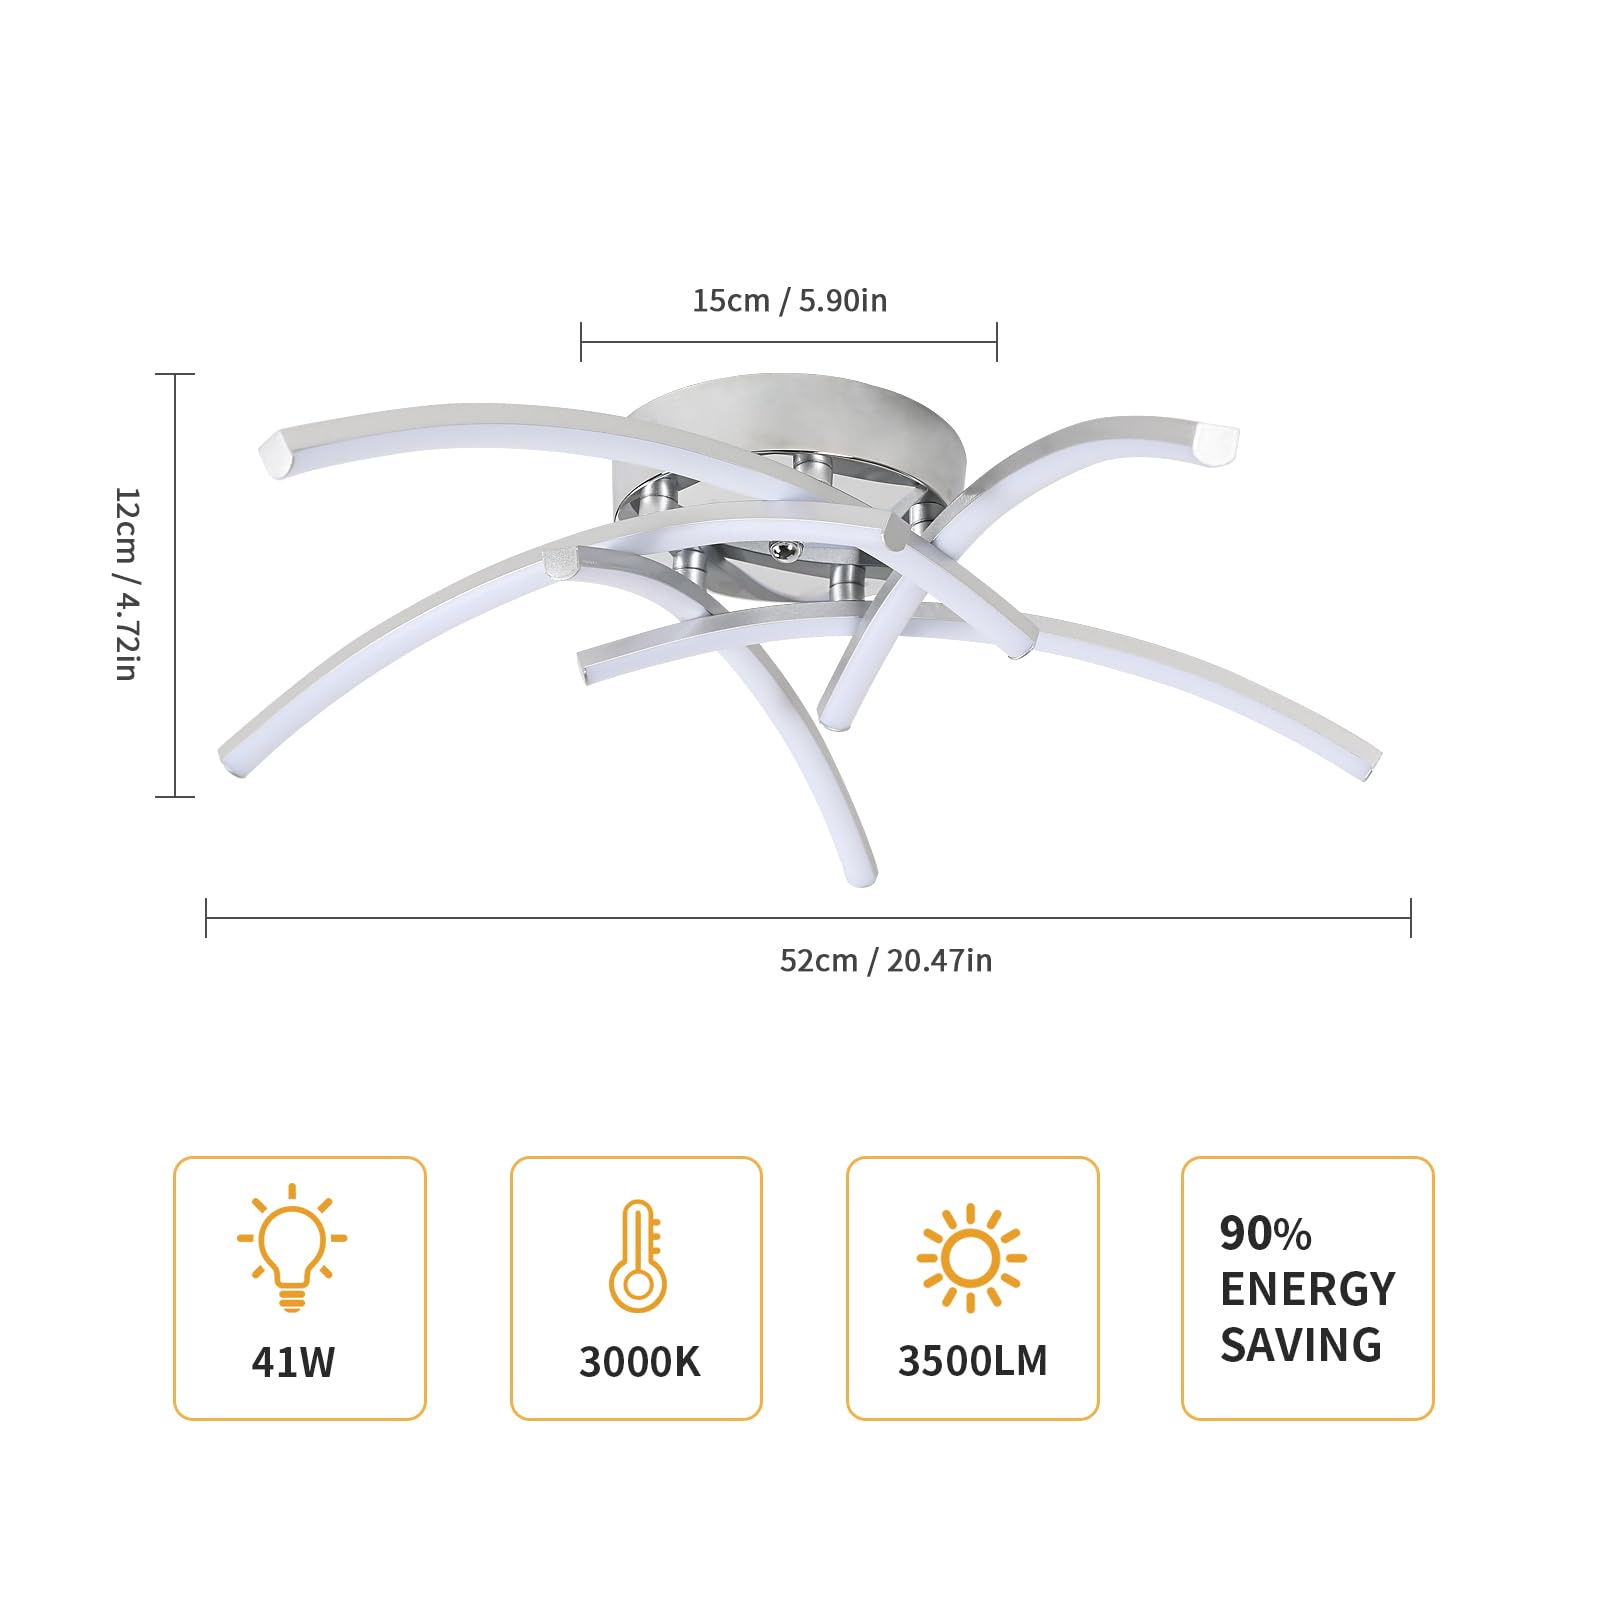 15cm / 5.90in
12cm / 4.72in
52cm / 20.47in
41W
3000K
3500LM
90%
ENERGY
SAVING